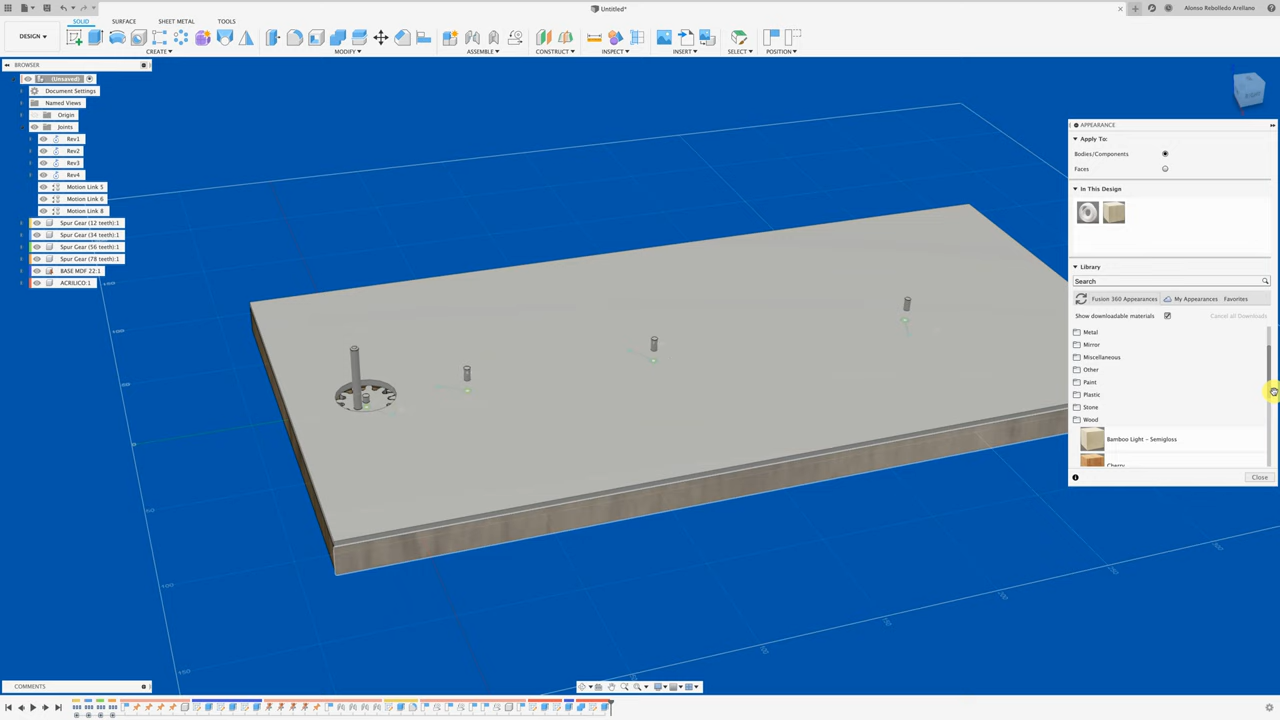 Untitled*
Alonso Rebolledo Arellano
DESIGN
SOLID
SURFACE
SHEET METAL
TOOLS
CREATE
MODIFY
ASSEMBLE
CONSTRUCT
INSPECT
INSERT
SELECT
POSITION
BROWSER
(Unsaved)
Document Settings
Named Views
Origin
Joints
Rev1
Rev2
Rev3
Rev4
Motion Link 5
Motion Link 6
Motion Link 8
Spur Gear (12 teeth):1
Spur Gear (34 teeth):1
Spur Gear (56 teeth):1
Spur Gear (78 teeth):1
BASE MDF 22:1
ACRILICO:1
APPEARANCE
Apply To:
Bodies/Components
Faces
In This Design
Library
Search
Fusion 360 Appearances
My Appearances
Favorites
Show downloadable materials
Cancel all Downloads
Metal
Mirror
Miscellaneous
Other
Paint
Plastic
Stone
Wood
Bamboo Light - Semigloss
Cherry
Close
COMMENTS